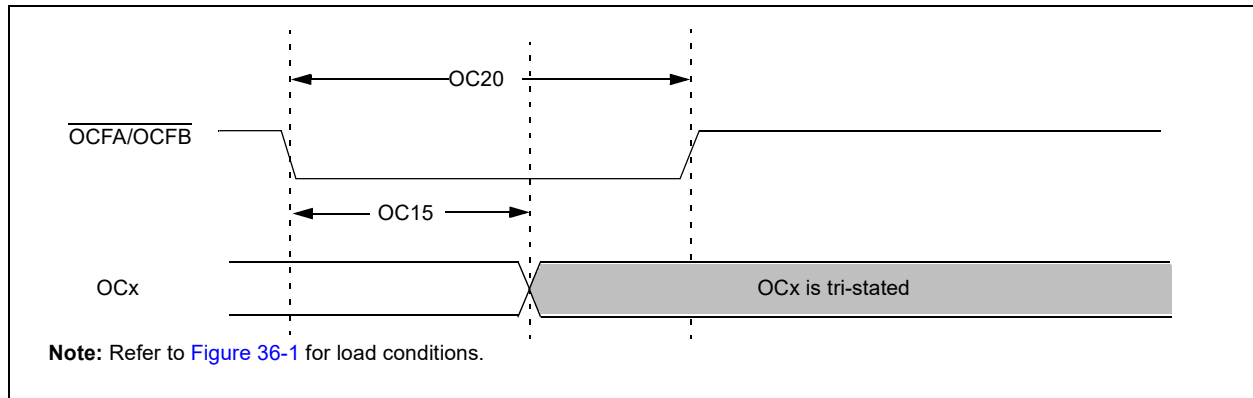 OC20
OCFA/OCFB
OC15
OCx
OCx is tri-stated
Note: Refer to Figure 36-1 for load conditions.